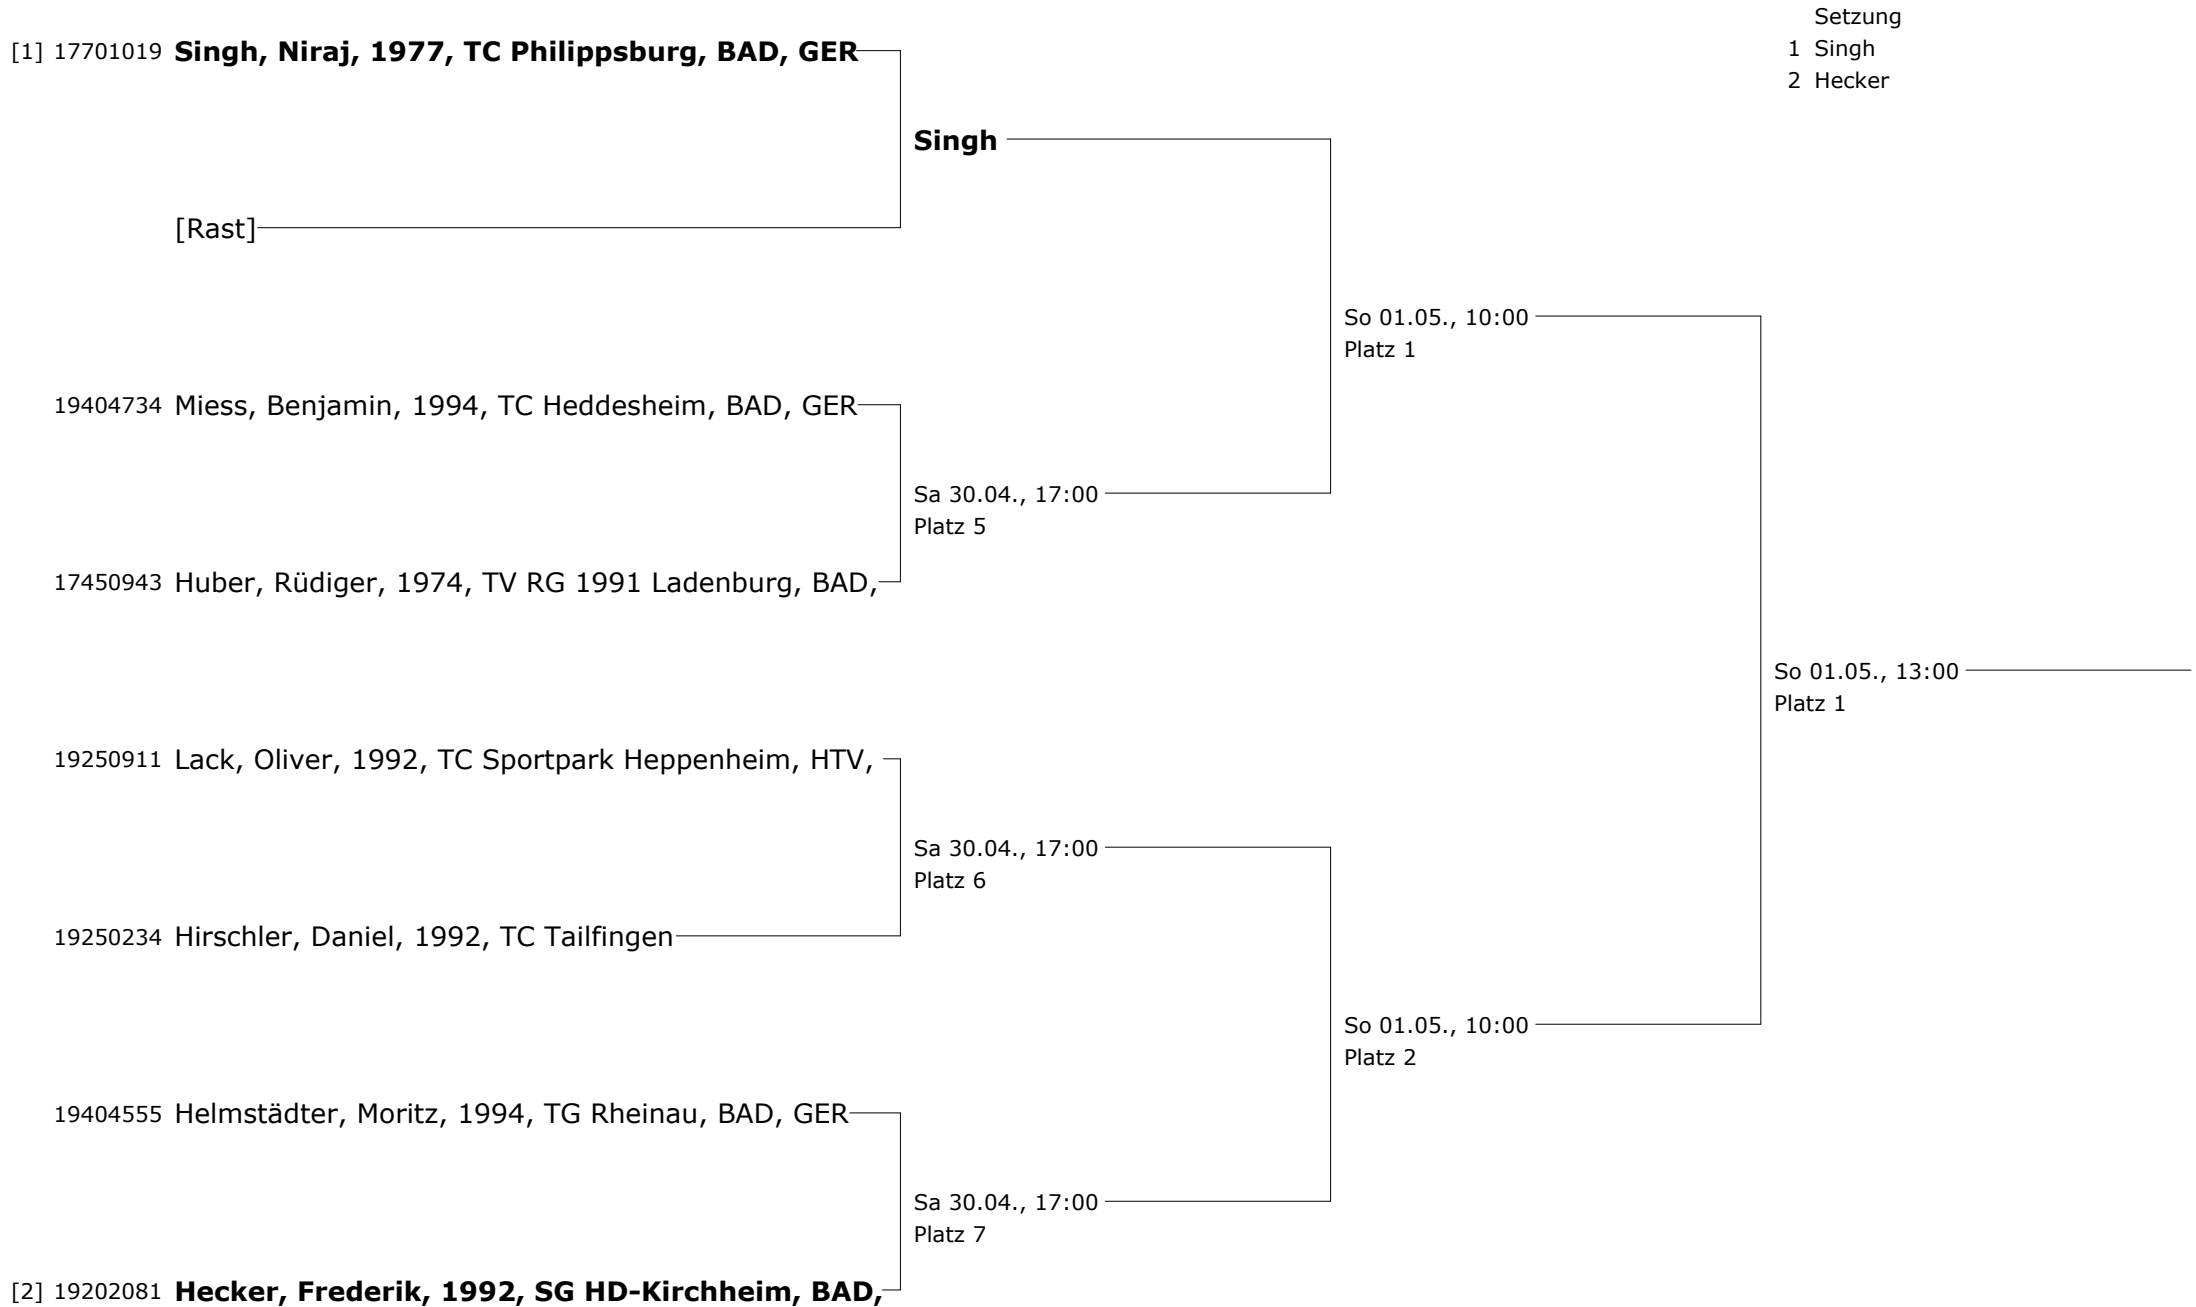 Setzung
1 Singh
2 Hecker
[1] 17701019 Singh, Niraj, 1977, TC Philippsburg, BAD, GER
Singh
[Rast]
So 01.05., 10:00
Platz 1
19404734 Miess, Benjamin, 1994, TC Heddesheim, BAD, GER
Sa 30.04., 17:00
Platz 5
17450943 Huber, Rüdiger, 1974, TV RG 1991 Ladenburg, BAD,
So 01.05., 13:00
Platz 1
19250911 Lack, Oliver, 1992, TC Sportpark Heppenheim, HTV,
Sa 30.04., 17:00
Platz 6
19250234 Hirschler, Daniel, 1992, TC Tailfingen
So 01.05., 10:00
Platz 2
19404555 Helmstädter, Moritz, 1994, TG Rheinau, BAD, GER
Sa 30.04., 17:00
Platz 7
[2] 19202081 Hecker, Frederik, 1992, SG HD-Kirchheim, BAD,